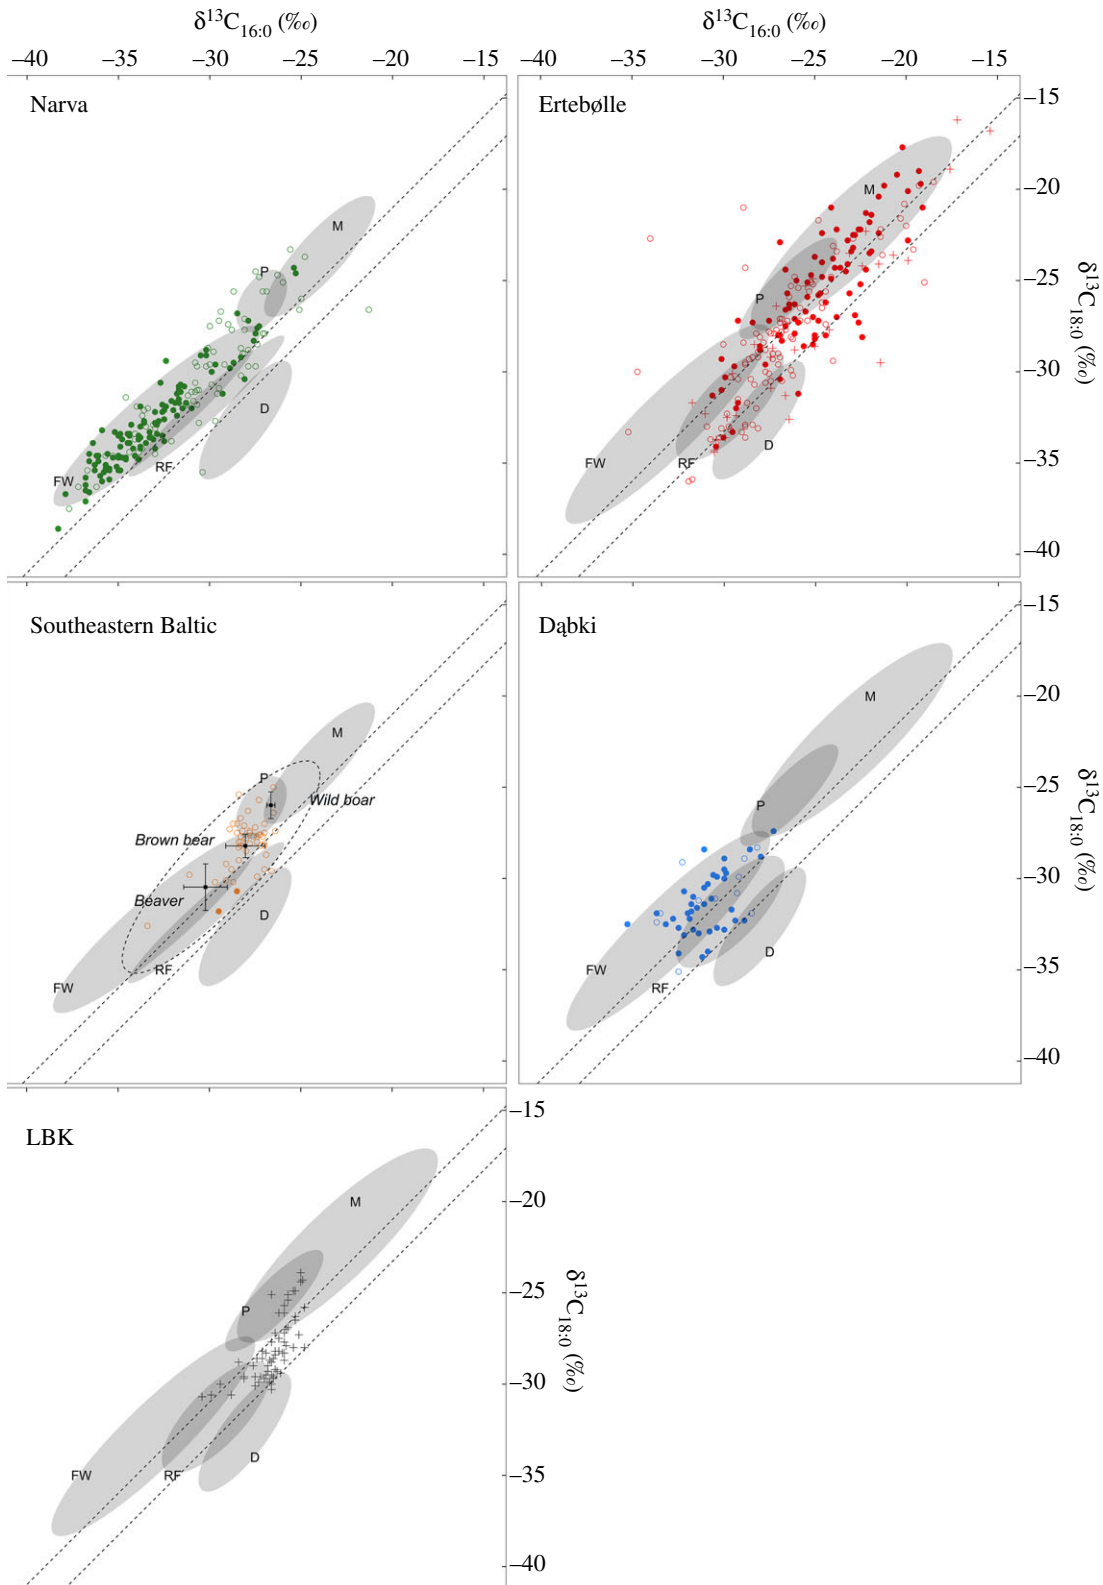 δ¹³C₁₆:₀ (‰) δ¹³C₁₆:₀ (‰)
–40 –35 –30 –25 –20 –15 –40 –35 –30 –25 –20 –15
Narva
M
P
D
RF
FW
Ertebølle
M
P
D
RF
FW
–15
–20
–25
–30
–35
–40
δ¹³C₁₈:₀ (‰)
Southeastern Baltic
M
P
Wild boar
Brown bear
Beaver
D
RF
FW
Dąbki
M
P
D
RF
FW
–15
–20
–25
–30
–35
–40
δ¹³C₁₈:₀ (‰)
LBK
M
P
D
RF
FW
–15
–20
–25
–30
–35
–40
δ¹³C₁₈:₀ (‰)